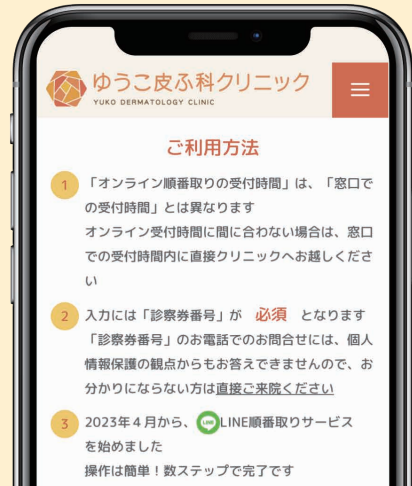 ゆうこ皮ふ科クリニック
YUKO DERMATOLOGY CLINIC
ご利用方法
1 「オンライン順番取りの受付時間」は、「窓口で
の受付時間」とは異なります
オンライン受付時間に間に合わない場合は、窓口
での受付時間内に直接クリニックへお越しくださ
い
2 入力には「診察券番号」が 必須 となります
「診察券番号」のお電話でのお問合せには、個人
情報保護の観点からもお答えできませんので、お
分かりにならない方は直接ご来院ください
3 2023年4月から、LINE LINE順番取りサービス
を始めました
操作は簡単！数ステップで完了です